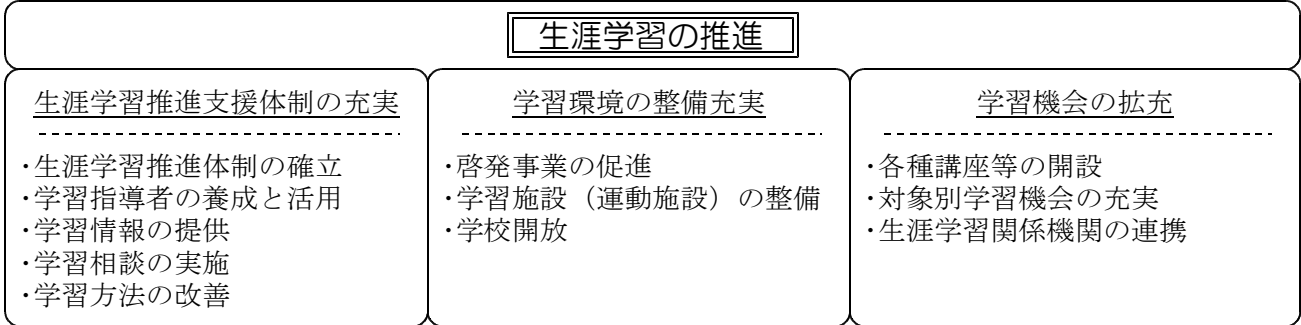 生涯学習の推進
生涯学習推進支援体制の充実
・生涯学習推進体制の確立
・学習指導者の養成と活用
・学習情報の提供
・学習相談の実施
・学習方法の改善
学習環境の整備充実
・啓発事業の促進
・学習施設（運動施設）の整備
・学校開放
学習機会の拡充
・各種講座等の開設
・対象別学習機会の充実
・生涯学習関係機関の連携